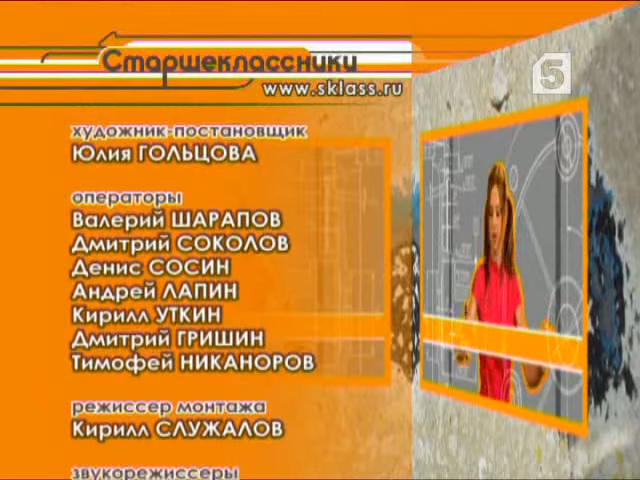 Старшеклассники
www.sklass.ru
5
художник-постановщик
Юлия ГОЛЬЦОВА
операторы
Валерий ШАРАПОВ
Дмитрий СОКОЛОВ
Денис СОСИН
Андрей ЛАПИН
Кирилл УТКИН
Дмитрий ГРИШИН
Тимофей НИКАНОРОВ
режиссер монтажа
Кирилл СЛУЖАЛОВ
звукорежиссеры